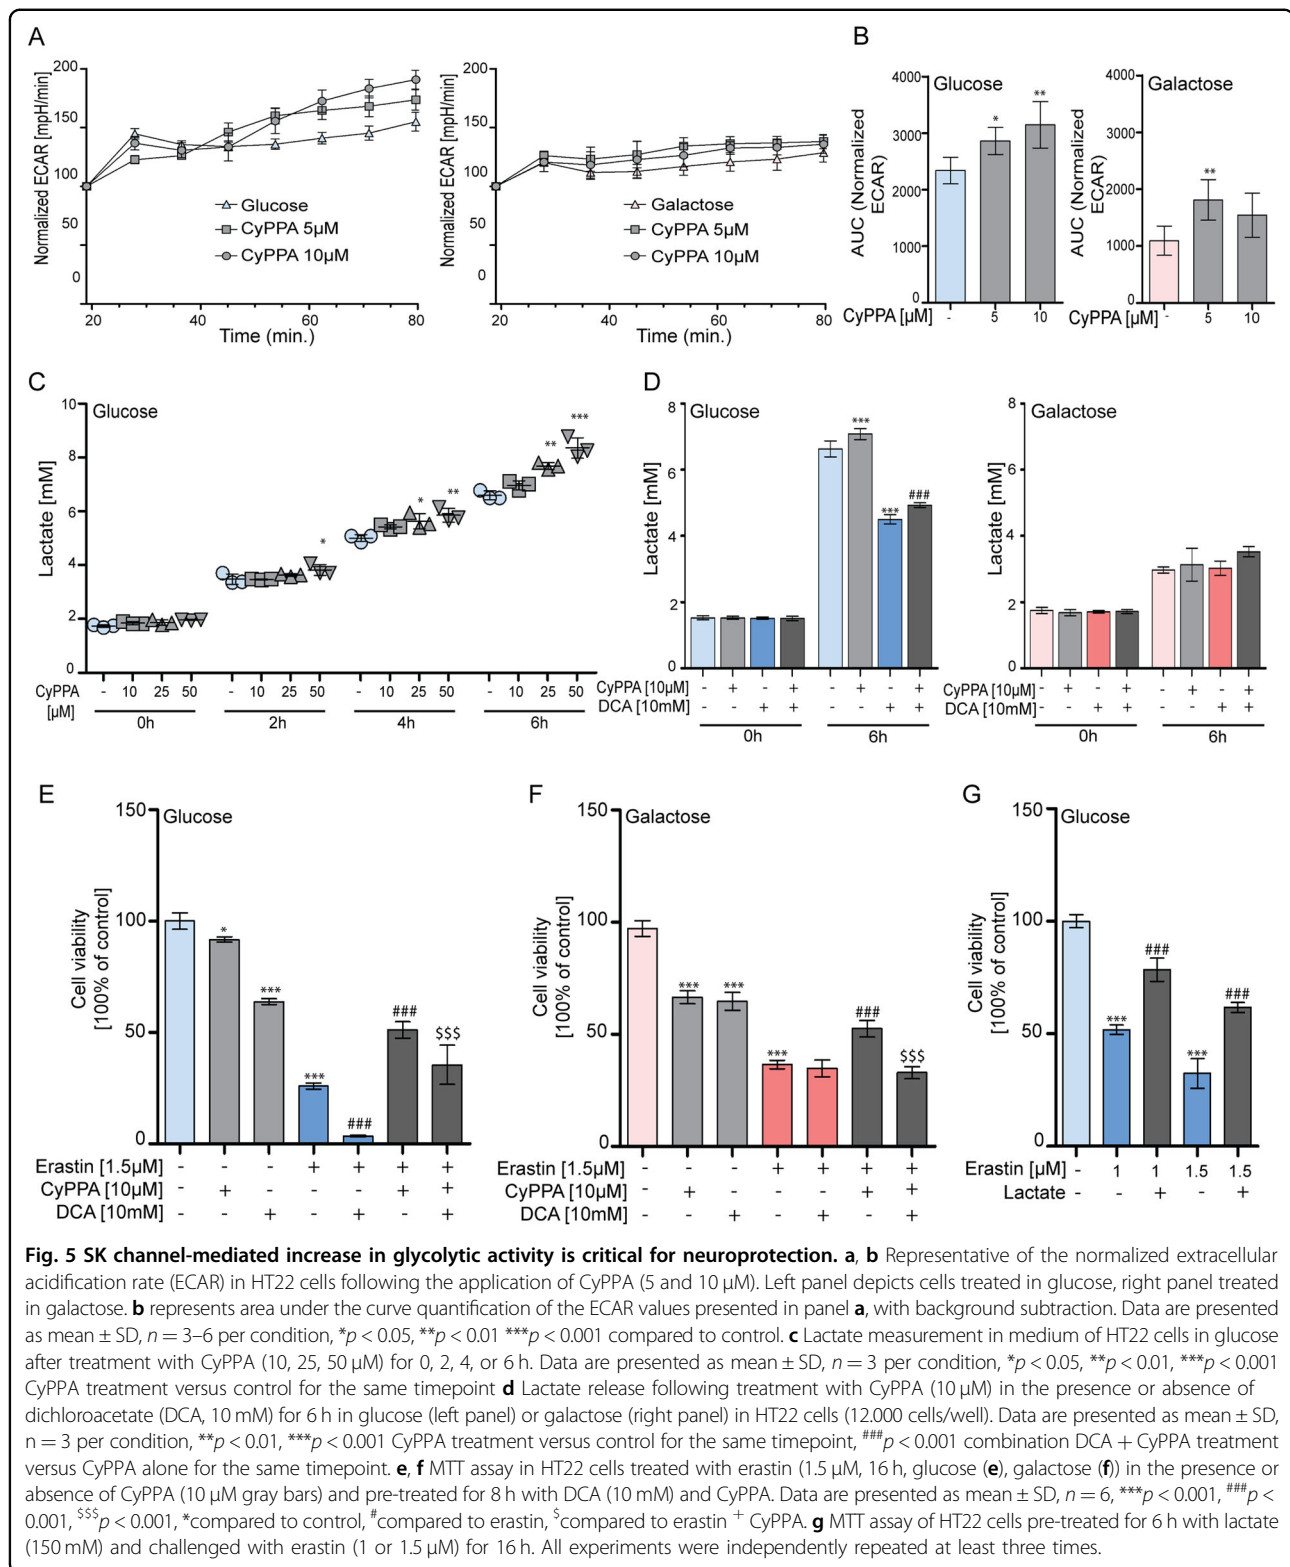 A
Normalized ECAR [mpH/min]
200
150
100
50
0
Glucose
CyPPA 5µM
CyPPA 10µM
20 40 60 80
Time (min.)
Normalized ECAR [mpH/min]
200
150
100
50
0
Galactose
CyPPA 5µM
CyPPA 10µM
20 40 60 80
Time (min.)
B
AUC (Normalized ECAR)
4000
3000
2000
1000
0
Glucose
* **
CyPPA [µM] - 5 10
AUC (Normalized ECAR)
4000
3000
2000
1000
0
Galactose
**
CyPPA [µM] - 5 10
C
Lactate [mM]
10
8
6
4
2
0
Glucose
* * ** ** ***
CyPPA [µM]
- 10 25 50 - 10 25 50 - 10 25 50 - 10 25 50
0h 2h 4h 6h
D
Lactate [mM]
8
6
4
2
0
Glucose
*** *** ###
CyPPA [10µM] - + - + - + - +
DCA [10mM] - - + + - - + +
0h 6h
Lactate [mM]
8
6
4
2
0
Galactose
CyPPA [10µM] - + - + - + - +
DCA [10mM] - - + + - - + +
0h 6h
E
Cell viability
[100% of control]
150
100
50
0
Glucose
* *** *** ### ### $$$
Erastin [1.5µM] - - - + + + +
CyPPA [10µM] - + - - - + +
DCA [10mM] - - + - + - +
F
Cell viability
[100% of control]
150
100
50
0
Galactose
*** *** *** ### $$$
Erastin [1.5µM] - - - + + + +
CyPPA [10µM] - + - - - + +
DCA [10mM] - - + - + - +
G
Cell viability
[100% of control]
150
100
50
0
Glucose
*** ### *** ###
Erastin [µM] - 1 1 1.5 1.5
Lactate - - + - +
Fig. 5 SK channel-mediated increase in glycolytic activity is critical for neuroprotection. a, b Representative of the normalized extracellular
acidification rate (ECAR) in HT22 cells following the application of CyPPA (5 and 10 µM). Left panel depicts cells treated in glucose, right panel treated
in galactose. b represents area under the curve quantification of the ECAR values presented in panel a, with background subtraction. Data are presented
as mean ± SD, n = 3–6 per condition, *p < 0.05, **p < 0.01 ***p < 0.001 compared to control. c Lactate measurement in medium of HT22 cells in glucose
after treatment with CyPPA (10, 25, 50 µM) for 0, 2, 4, or 6 h. Data are presented as mean ± SD, n = 3 per condition, *p < 0.05, **p < 0.01, ***p < 0.001
CyPPA treatment versus control for the same timepoint d Lactate release following treatment with CyPPA (10 µM) in the presence or absence of
dichloroacetate (DCA, 10 mM) for 6 h in glucose (left panel) or galactose (right panel) in HT22 cells (12.000 cells/well). Data are presented as mean ± SD,
n = 3 per condition, **p < 0.01, ***p < 0.001 CyPPA treatment versus control for the same timepoint, ###p < 0.001 combination DCA + CyPPA treatment
versus CyPPA alone for the same timepoint. e, f MTT assay in HT22 cells treated with erastin (1.5 µM, 16 h, glucose (e), galactose (f)) in the presence or
absence of CyPPA (10 µM gray bars) and pre-treated for 8 h with DCA (10 mM) and CyPPA. Data are presented as mean ± SD, n = 6, ***p < 0.001, ###p <
0.001, $$$p < 0.001, *compared to control, #compared to erastin, $compared to erastin + CyPPA. g MTT assay of HT22 cells pre-treated for 6 h with lactate
(150 mM) and challenged with erastin (1 or 1.5 µM) for 16 h. All experiments were independently repeated at least three times.